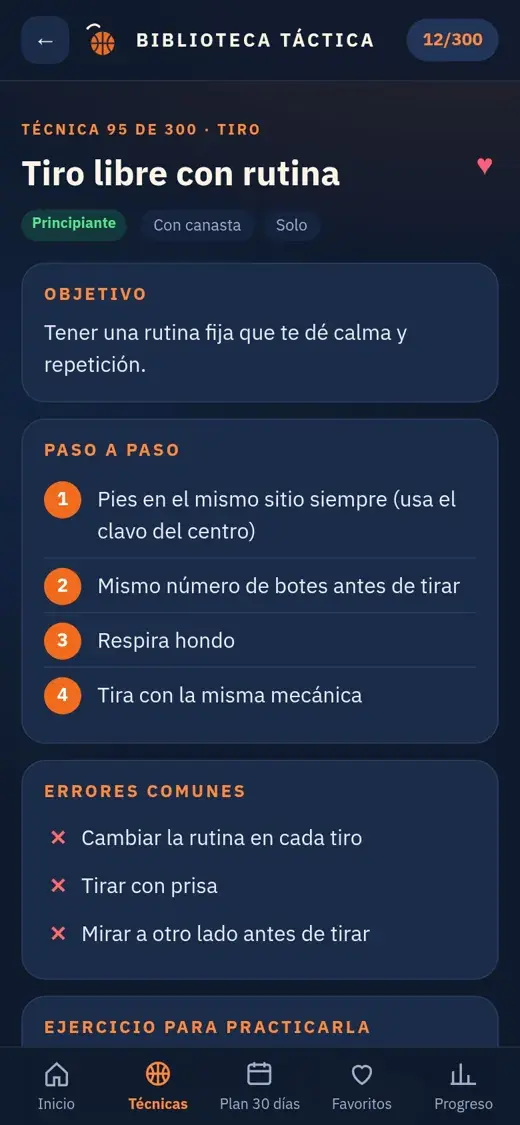 ←
BIBLIOTECA TÁCTICA
12/300
TÉCNICA 95 DE 300 · TIRO
Tiro libre con rutina
Principiante
Con canasta
Solo
OBJETIVO
Tener una rutina fija que te dé calma y
repetición.
PASO A PASO
1 Pies en el mismo sitio siempre (usa el
clavo del centro)
2 Mismo número de botes antes de tirar
3 Respira hondo
4 Tira con la misma mecánica
ERRORES COMUNES
× Cambiar la rutina en cada tiro
× Tirar con prisa
× Mirar a otro lado antes de tirar
EJERCICIO PARA PRACTICARLA
Inicio
Técnicas
Plan 30 días
Favoritos
Progreso